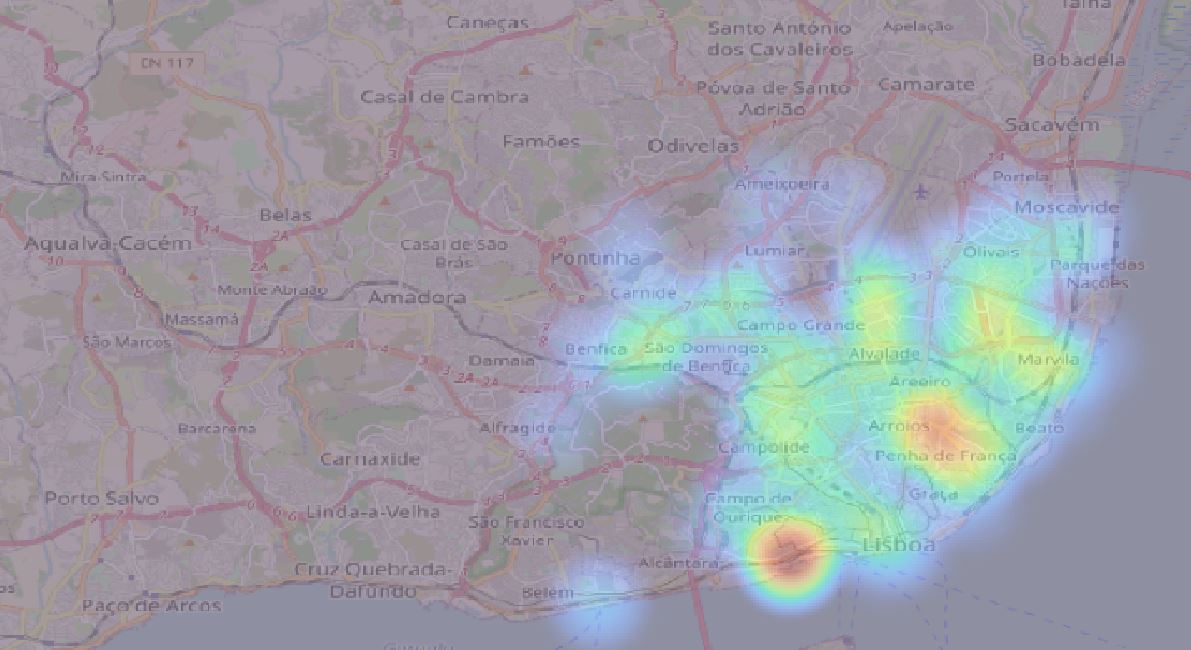 Talha
Caneças
Santo António
dos Cavaleiros
Apelação
CN 117
Bobadela
Casal de Cambra
Póvoa de Santo
Adrião
Camarate
Famões
Odivelas
Sacavém
Mira-Sintra
Ameixoeira
Portela
Moscavide
Belas
Agualva-Cacém
Casal de São
Brás
Pontinha
Lumiar
Olivais
Parque das
Nações
Monte Abraão
Amadora
Carnide
Massamá
Campo Grande
São Marcos
Damaia
Benfica
São Domingos
de Benfica
Alvalade
Marvila
Areeiro
Barcarena
Alfragide
Arroios
Beato
Campolide
Penha de França
Carnaxide
Porto Salvo
Campo de
Ourique
Graça
Linda-a-Velha
São Francisco
Xavier
Lisboa
Alcântara
Cruz Quebrada-
Dafundo
Belém
Paço de Arcos